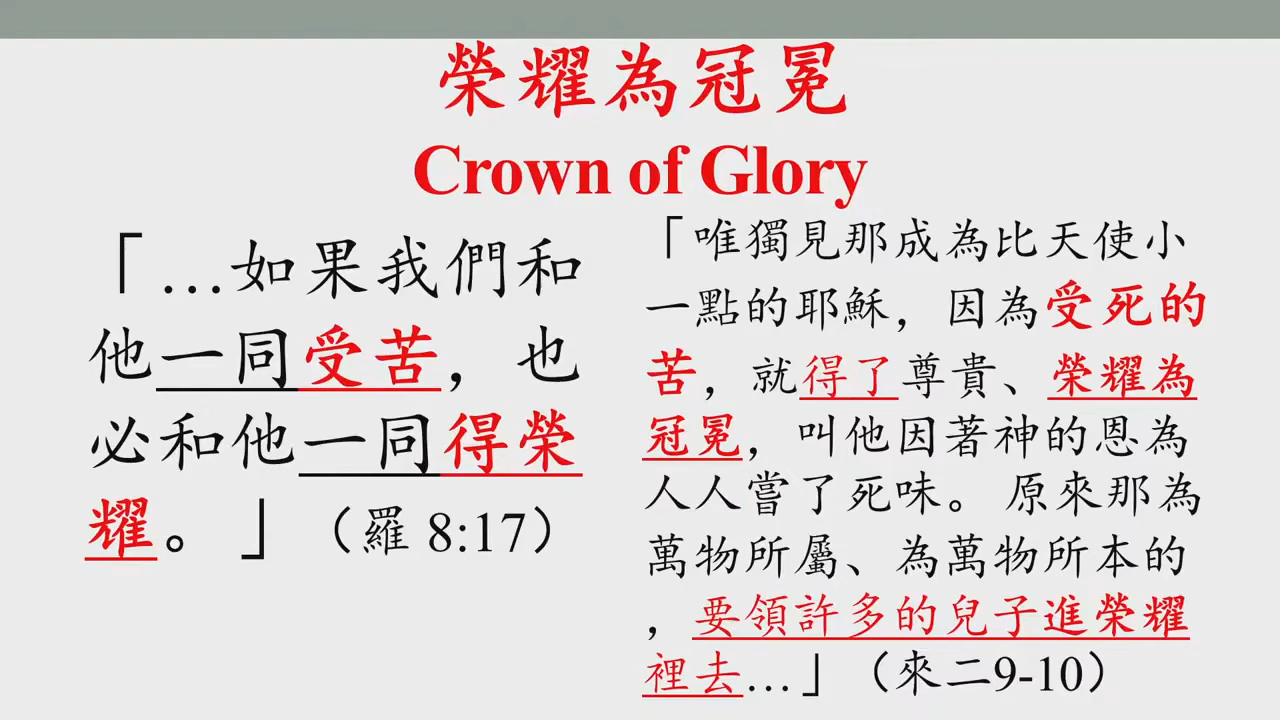 榮耀為冠冕
Crown of Glory
「…如果我們和
他一同受苦，也
必和他一同得榮
耀。」（羅 8:17）
「唯獨見那成為比天使小
一點的耶穌，因為受死的
苦，就得了尊貴、榮耀為
冠冕，叫他因著神的恩為
人人嘗了死味。 原來那為
萬物所屬、為萬物所本的
，要領許多的兒子進榮耀
裡去…」（來二9-10）